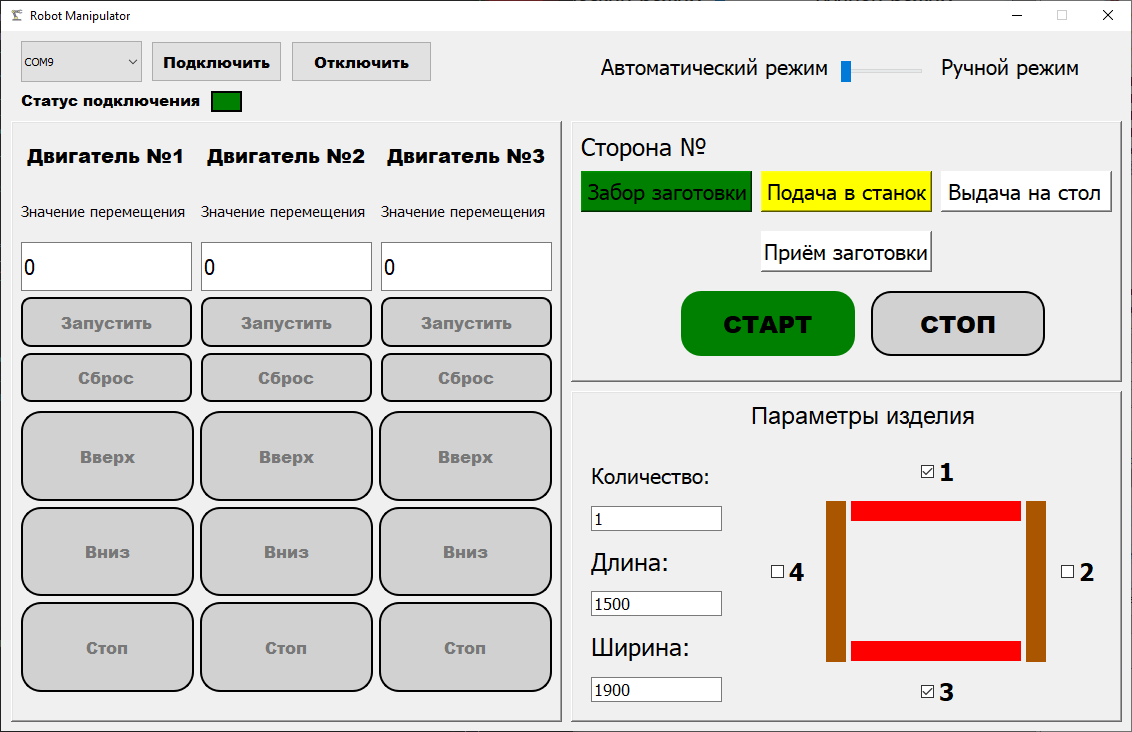 Robot Manipulator
COM9
Подключить
Отключить
Автоматический режим
Ручной режим
Статус подключения
Двигатель №1 Двигатель №2 Двигатель №3
Значение перемещения Значение перемещения Значение перемещения
0 0 0
Запустить Запустить Запустить
Сброс Сброс Сброс
Вверх Вверх Вверх
Вниз Вниз Вниз
Стоп Стоп Стоп
Сторона №
Забор заготовки Подача в станок Выдача на стол
Приём заготовки
СТАРТ СТОП
Параметры изделия
Количество:
1
Длина:
1500
Ширина:
1900
1
4 2
3